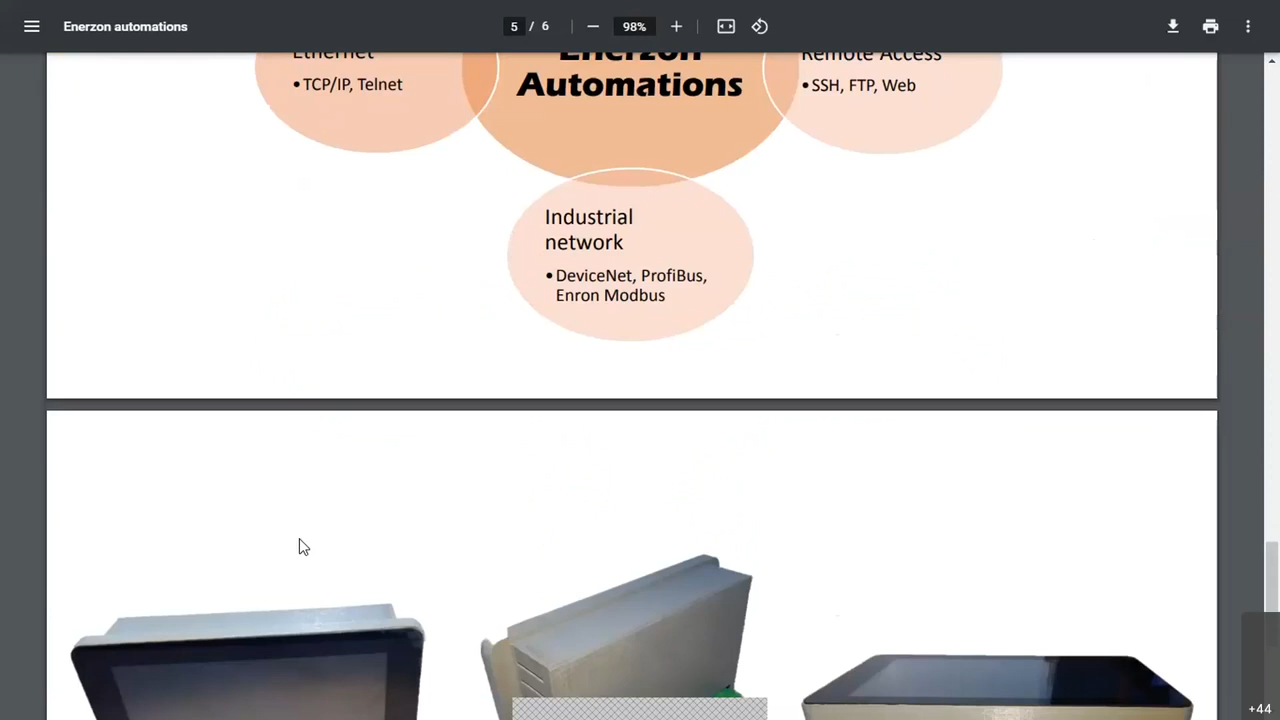 Enerzon automations
5 / 6
98%
Ethernet
• TCP/IP, Telnet
Enerzon
Automations
Remote Access
• SSH, FTP, Web
Industrial
network
• DeviceNet, ProfiBus,
Enron Modbus
+44